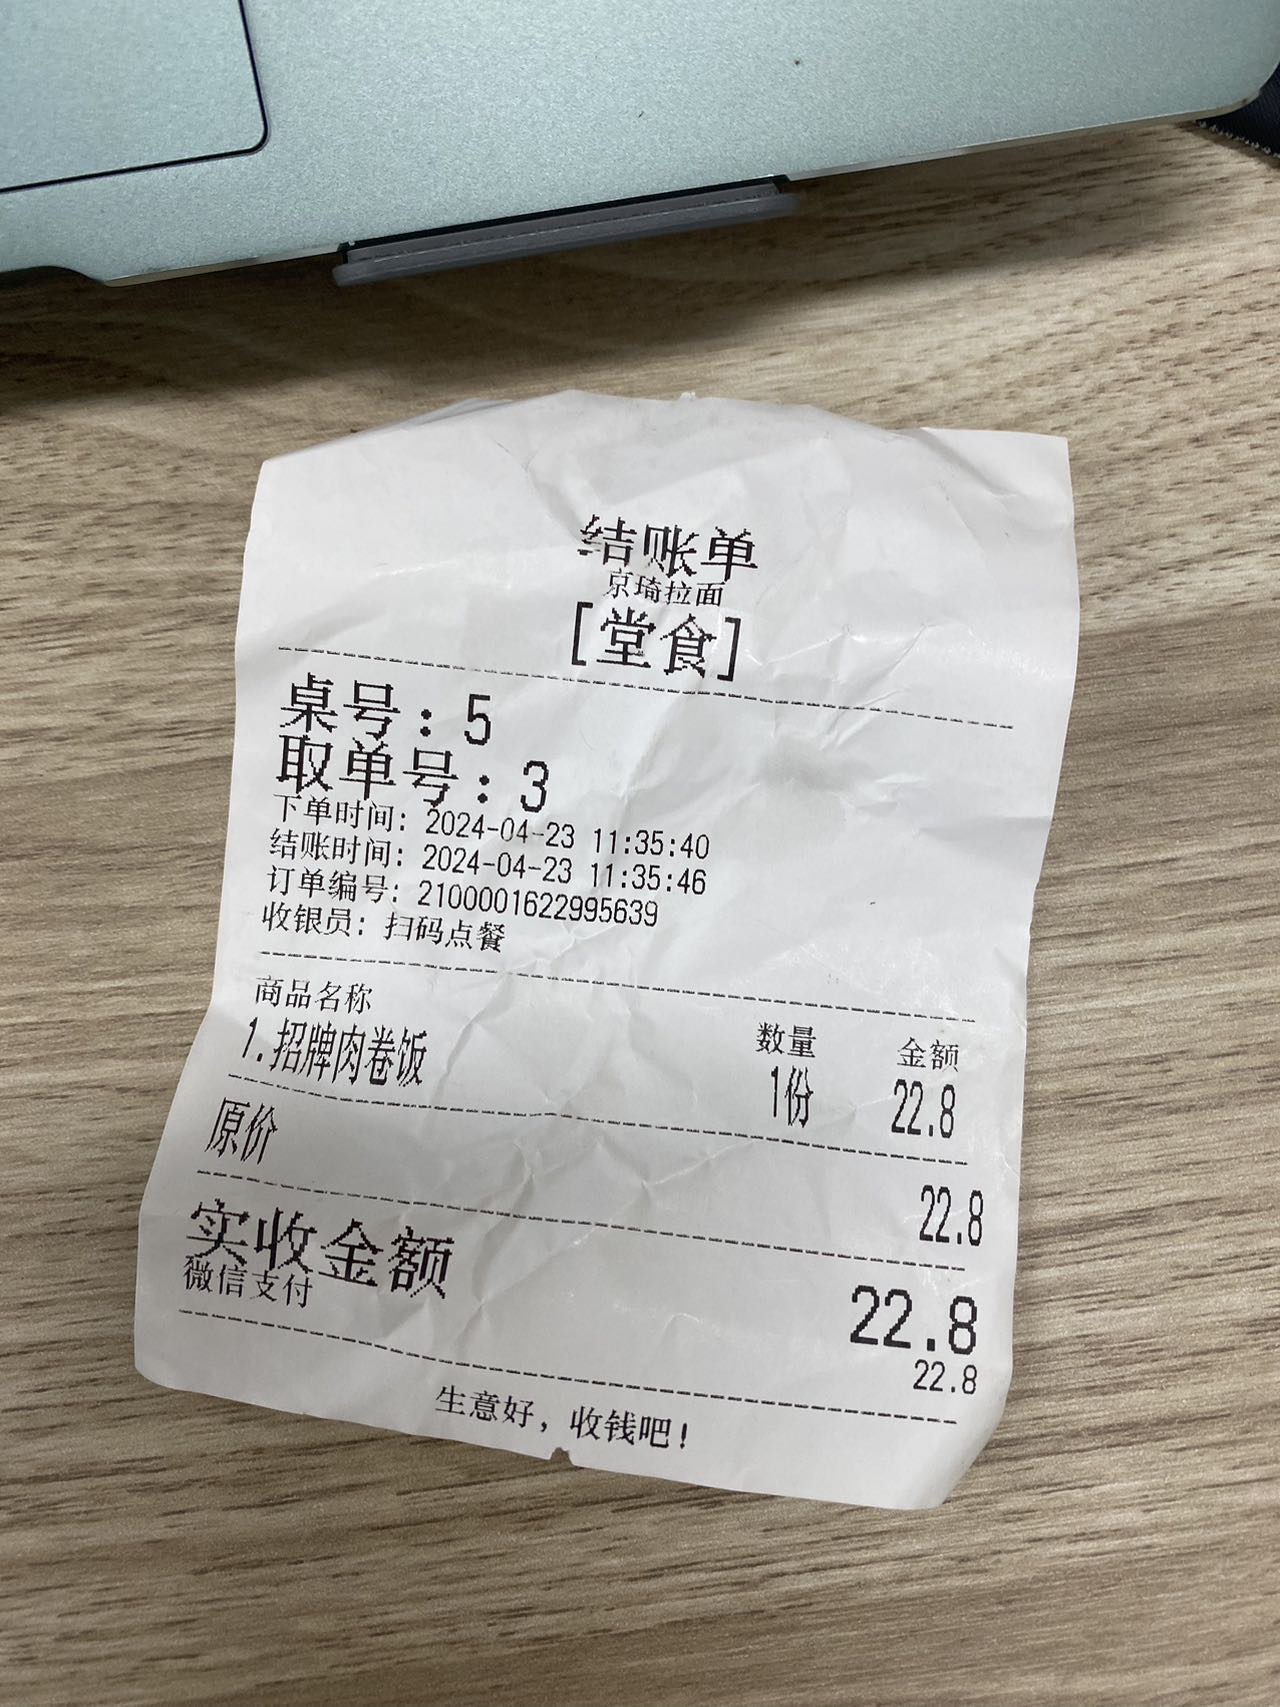 结账单
京琦拉面
[堂食]
桌号：5
取单号：3
下单时间：2024-04-23 11:35:40
结账时间：2024-04-23 11:35:46
订单编号：2100001622995639
收银员：扫码点餐
商品名称 数量 金额
1.招牌肉卷饭 1份 22.8
原价 22.8
实收金额 22.8
微信支付 22.8
生意好，收钱吧！